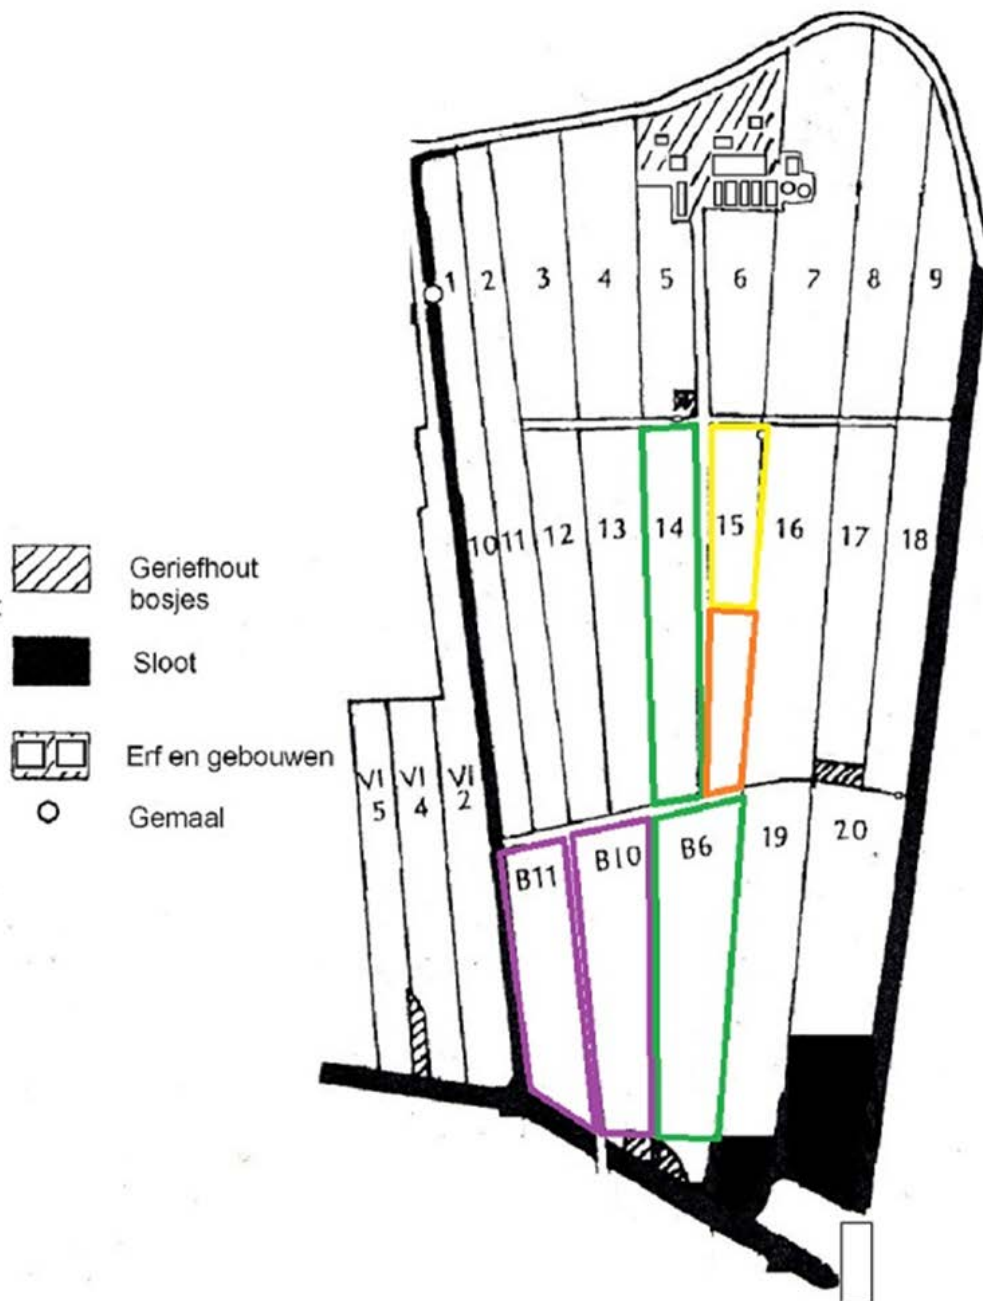 1 2 3 4 5 6 7 8 9
10 11 12 13 14 15 16 17 18
Geriefhout
bosjes
Sloot
Erf en gebouwen
Gemaal
VI
5
VI
4
VI
2
B11 B10 B6 19 20